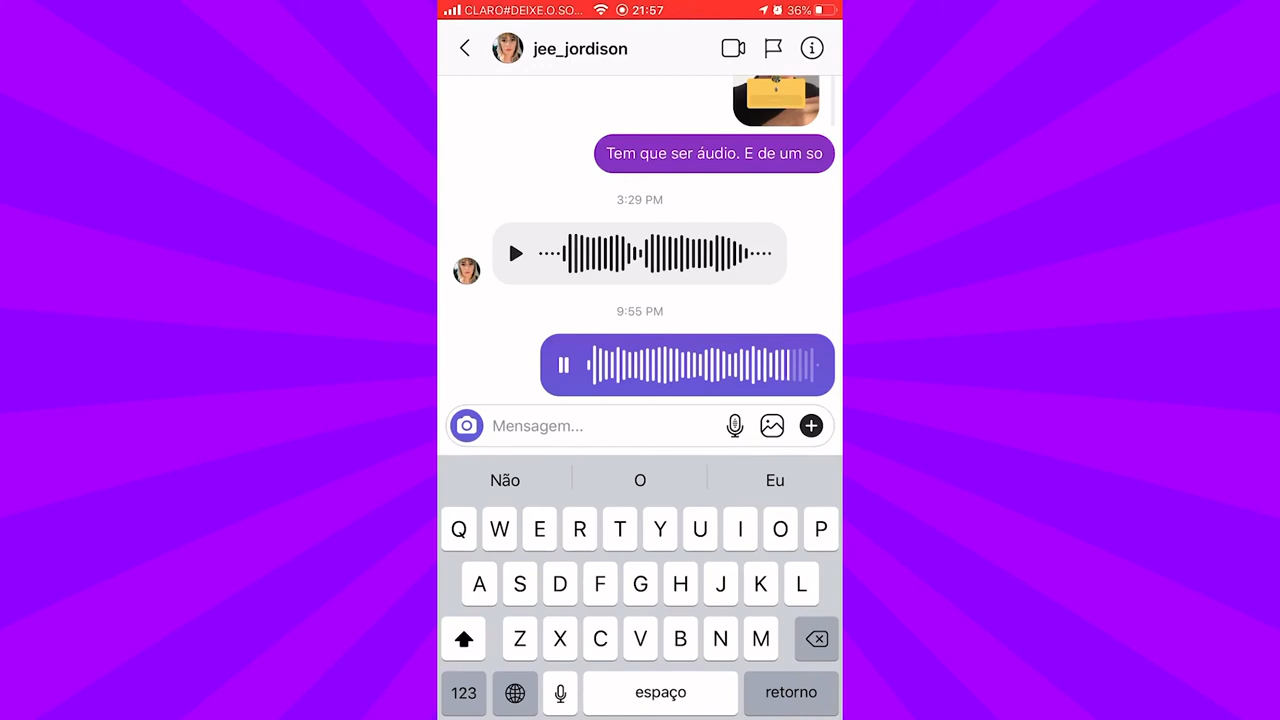 CLARO#DEIXE.O.SO... 21:57 36%
jee_jordison
Tem que ser áudio. E de um so
3:29 PM
9:55 PM
Mensagem...
Não O Eu
Q W E R T Y U I O P
A S D F G H J K L
Z X C V B N M
123 espaço retorno